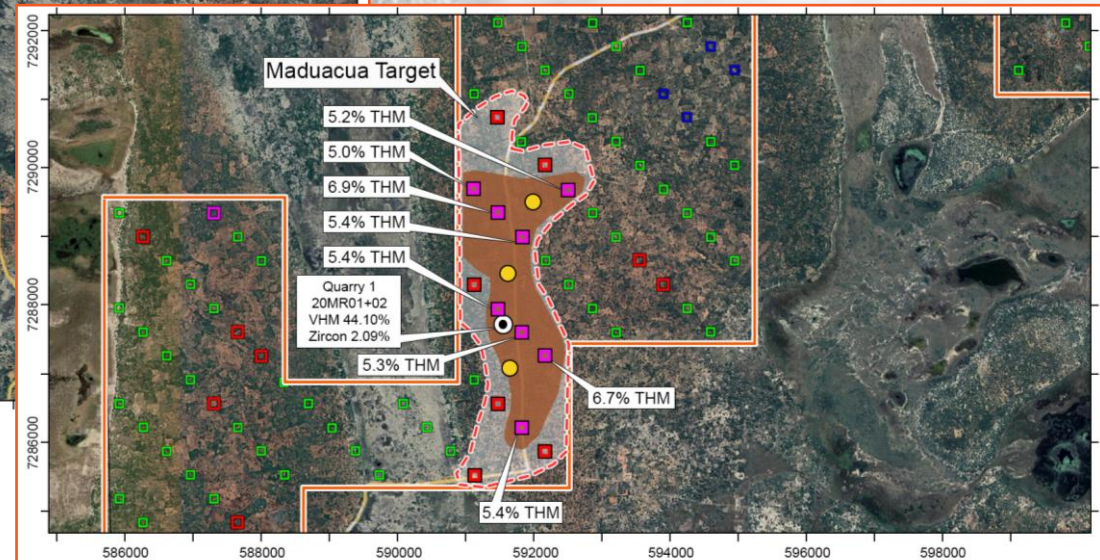 7292000
7290000
7288000
7286000
Maduacua Target
5.2% THM
5.0% THM
6.9% THM
5.4% THM
5.4% THM
Quarry 1
20MR01+02
VHM 44.10%
Zircon 2.09%
5.3% THM
6.7% THM
5.4% THM
586000
588000
590000
592000
594000
596000
598000